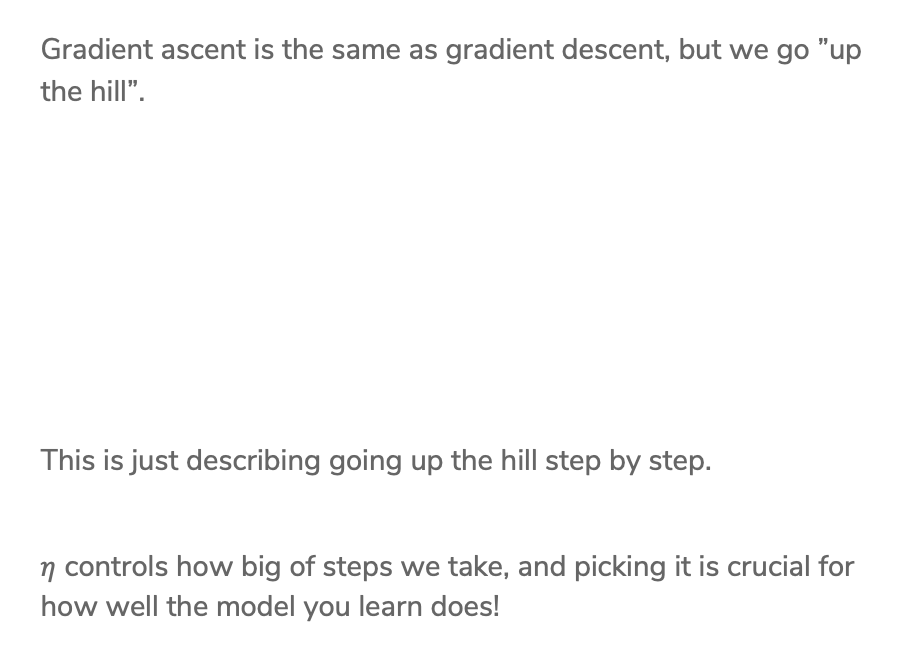 Gradient ascent is the same as gradient descent, but we go ”up
the hill”.
This is just describing going up the hill step by step.
η controls how big of steps we take, and picking it is crucial for
how well the model you learn does!